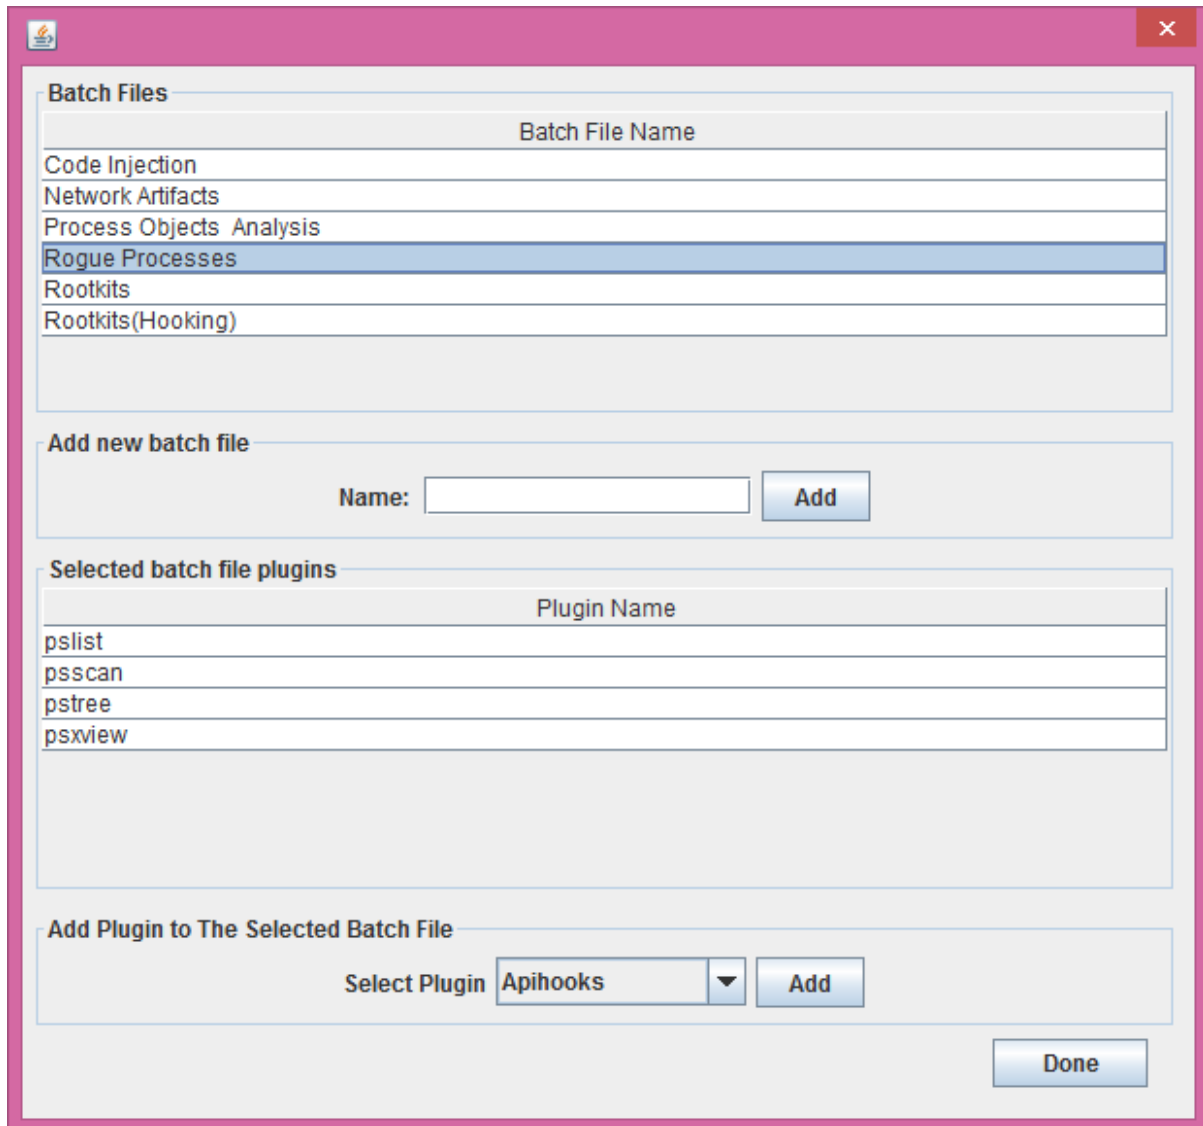 Batch Files
Batch File Name
Code Injection
Network Artifacts
Process Objects  Analysis
Rogue Processes
Rootkits
Rootkits(Hooking)
Add new batch file
Name: Add
Selected batch file plugins
Plugin Name
pslist
psscan
pstree
psxview
Add Plugin to The Selected Batch File
Select Plugin Apihooks Add
Done